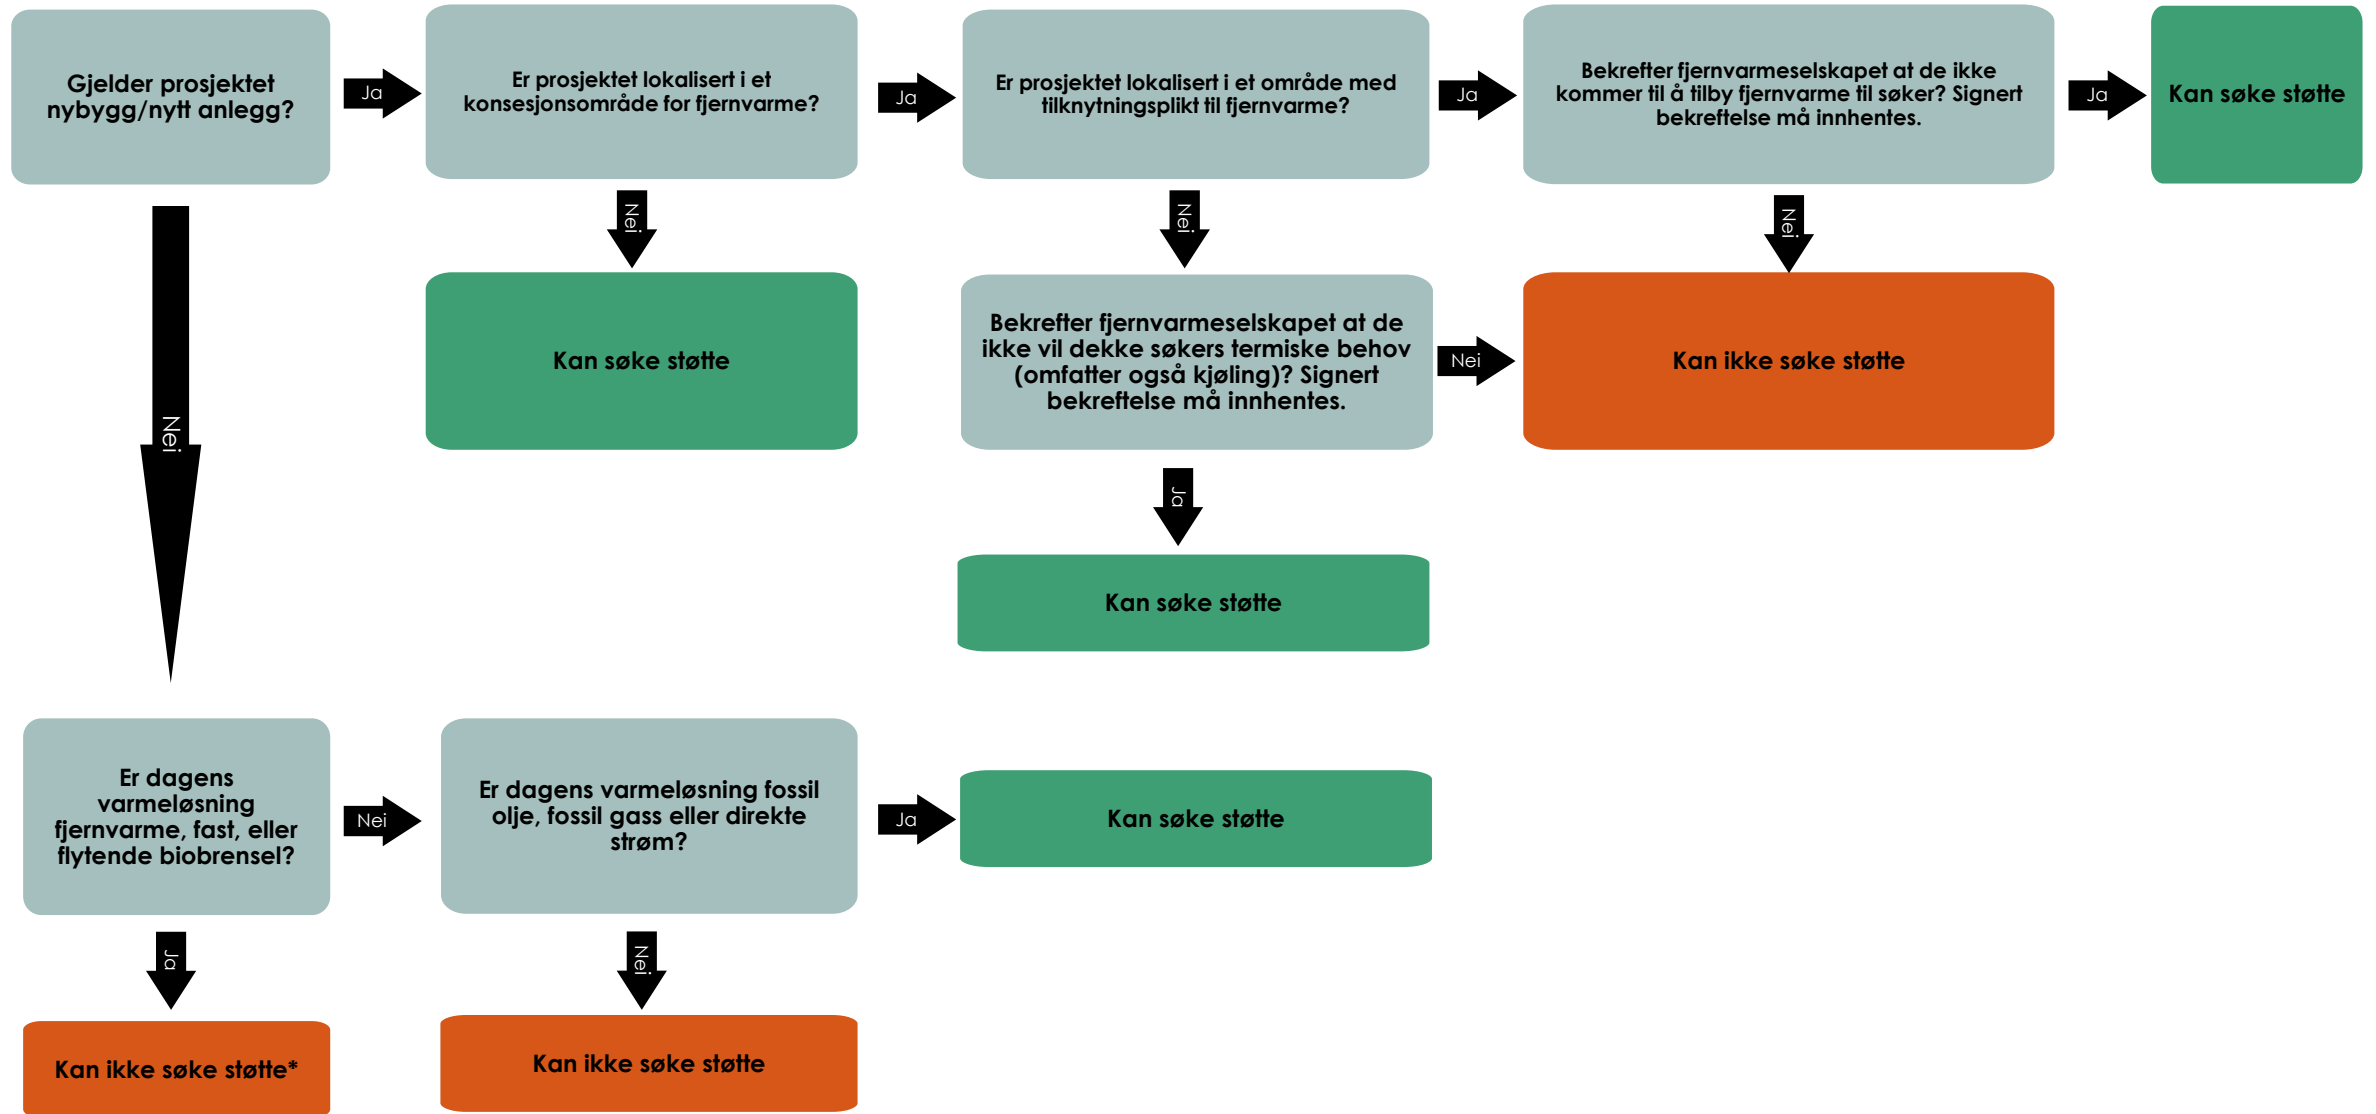 Gjelder prosjektet
nybygg/nytt anlegg?
Ja
Er prosjektet lokalisert i et
konsesjonsområde for fjernvarme?
Ja
Er prosjektet lokalisert i et område med
tilknytningsplikt til fjernvarme?
Ja
Bekrefter fjernvarmeselskapet at de ikke
kommer til å tilby fjernvarme til søker? Signert
bekreftelse må innhentes.
Ja
Kan søke støtte
Nei
Nei
Nei
Nei
Kan søke støtte
Bekrefter fjernvarmeselskapet at de
ikke vil dekke søkers termiske behov
(omfatter også kjøling)? Signert
bekreftelse må innhentes.
Nei
Kan ikke søke støtte
Ja
Kan søke støtte
Er dagens
varmeløsning
fjernvarme, fast, eller
flytende biobrensel?
Nei
Er dagens varmeløsning fossil
olje, fossil gass eller direkte
strøm?
Ja
Kan søke støtte
Ja
Nei
Kan ikke søke støtte*
Kan ikke søke støtte